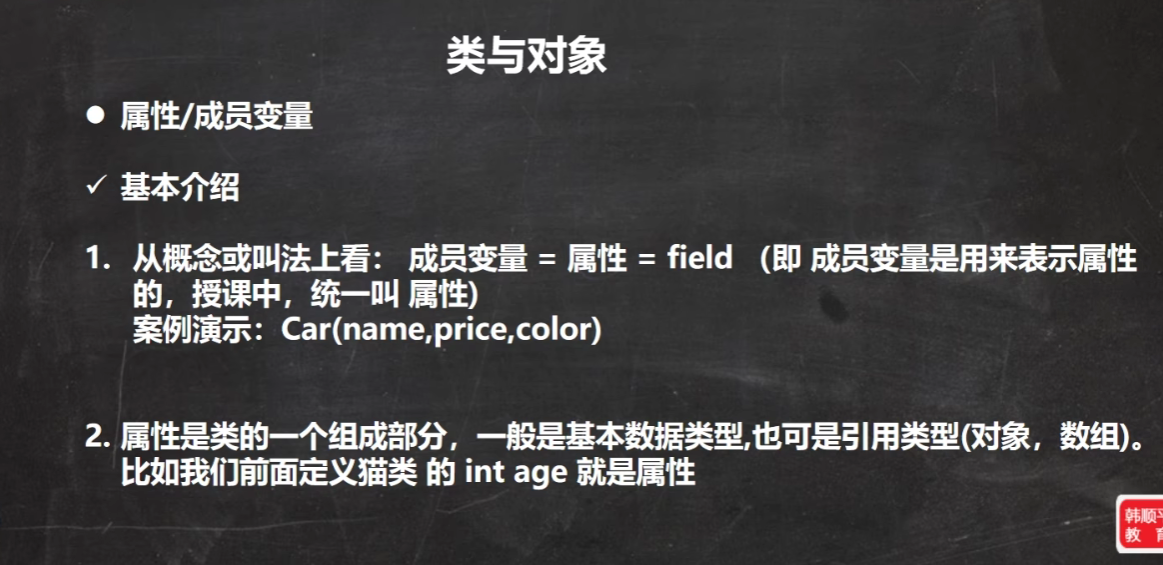 类与对象
● 属性/成员变量
✓ 基本介绍
1. 从概念或叫法上看： 成员变量 = 属性 = field （即 成员变量是用来表示属性
的，授课中，统一叫 属性)
案例演示：Car(name,price,color)
2. 属性是类的一个组成部分，一般是基本数据类型,也可是引用类型(对象，数组)。
比如我们前面定义猫类 的 int age 就是属性
韩顺平
教 育